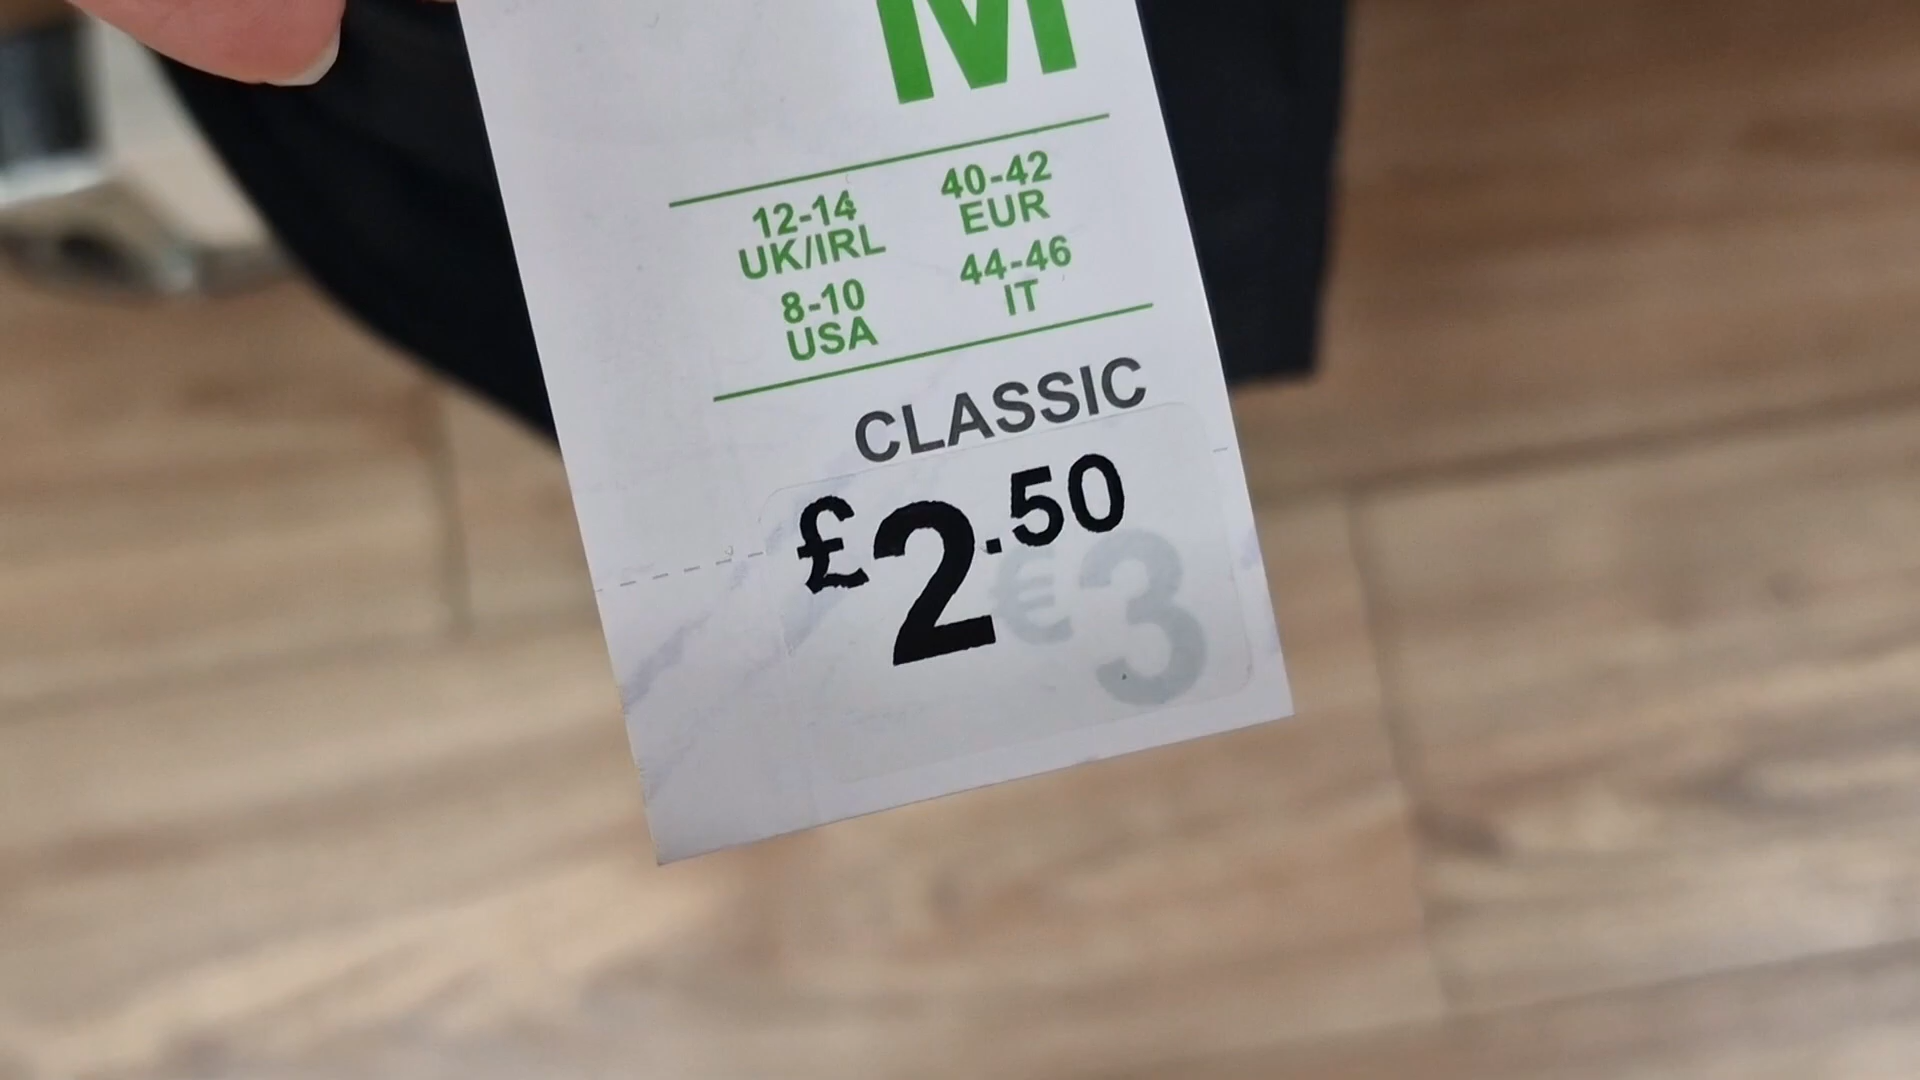 M
12-14 40-42
UK/IRL EUR
8-10 44-46
USA IT
CLASSIC
£2.50
€3